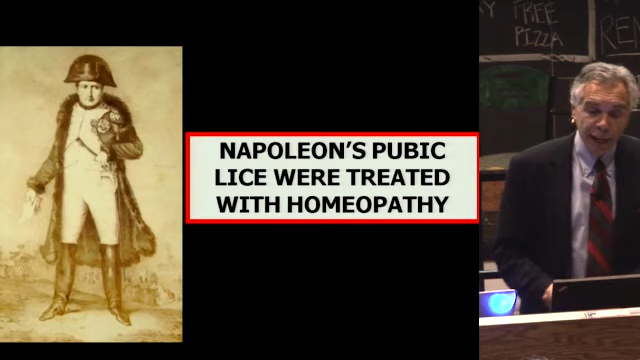 NAPOLEON'S PUBIC
LICE WERE TREATED
WITH HOMEOPATHY
FREE
PIZZA